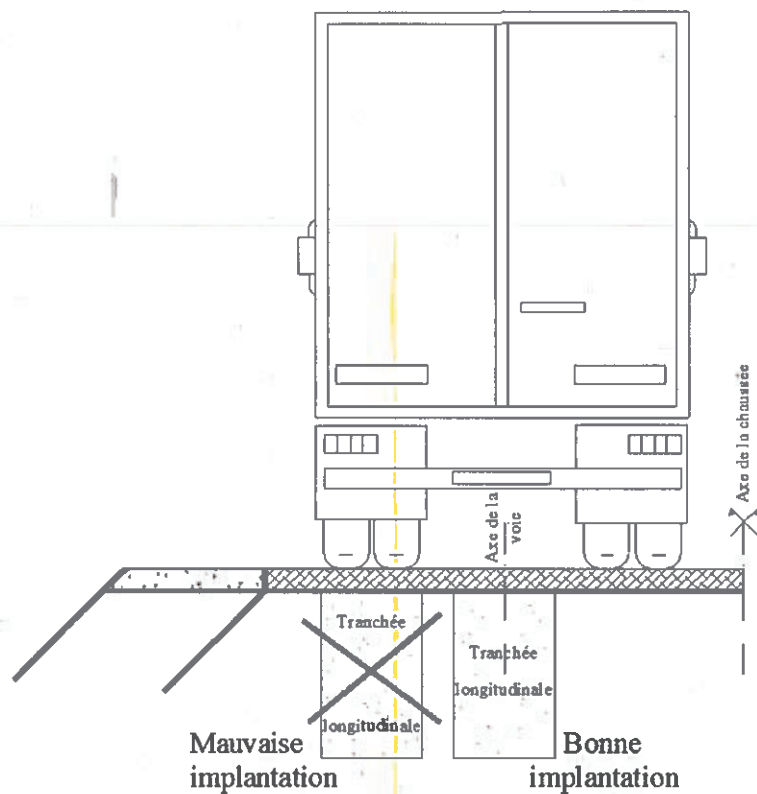 Axe de la chaussée
Axe de la
voie
Tranchée
longitudinale
Tranchée
longitudinale
Mauvaise
implantation
Bonne
implantation